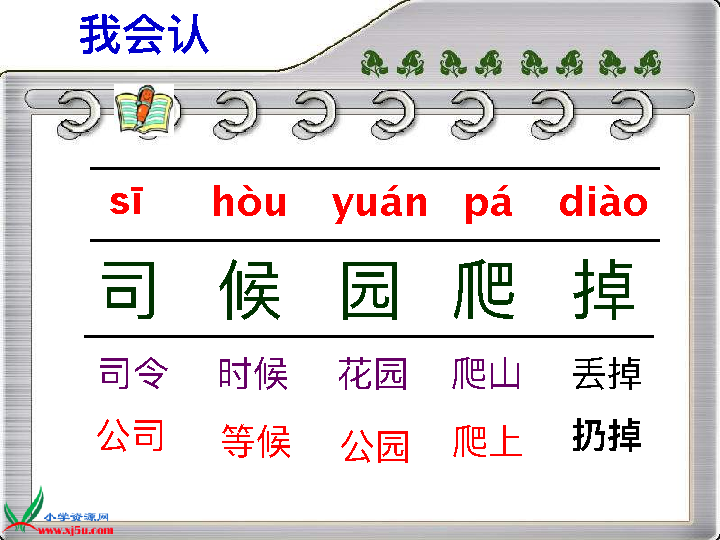 我会认
sī hòu yuán pá diào
司 候 园 爬 掉
司令 时候 花园 爬山 丢掉
公司 等候 公园 爬上 扔掉
小学资源网
www.xj5u.com